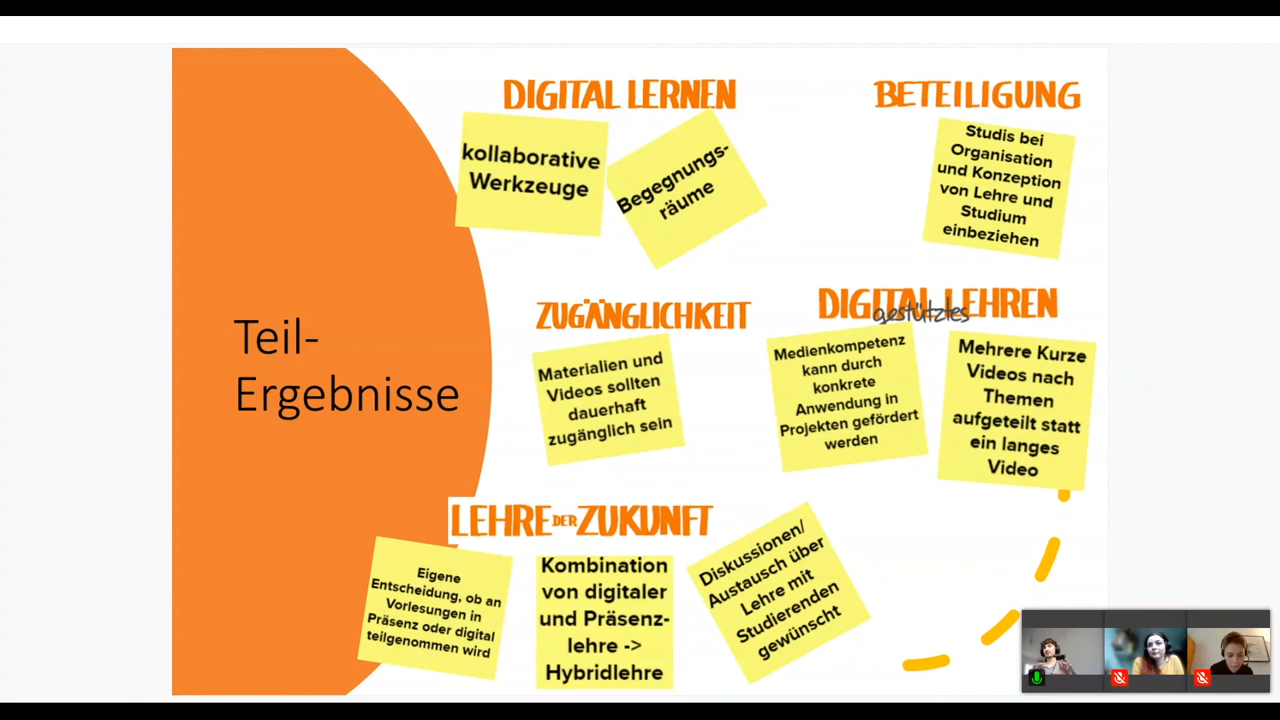 Teil-
Ergebnisse
DIGITAL LERNEN
kollaborative
Werkzeuge
Begegnungs-
räume
BETEILIGUNG
Studis bei
Organisation
und Konzeption
von Lehre und
Studium
einbeziehen
ZUGÄNGLICHKEIT
Materialien und
Videos sollten
dauerhaft
zugänglich sein
DIGITAL LEHREN
gestütztes
Medienkompetenz
kann durch
konkrete
Anwendung in
Projekten gefördert
werden
Mehrere Kurze
Videos nach
Themen
aufgeteilt statt
ein langes
Video
LEHRE DER ZUKUNFT
Eigene
Entscheidung, ob an
Vorlesungen in
Präsenz oder digital
teilgenommen wird
Kombination
von digitaler
und Präsenz-
lehre ->
Hybridlehre
Diskussionen/
Austausch über
Lehre mit
Studierenden
gewünscht